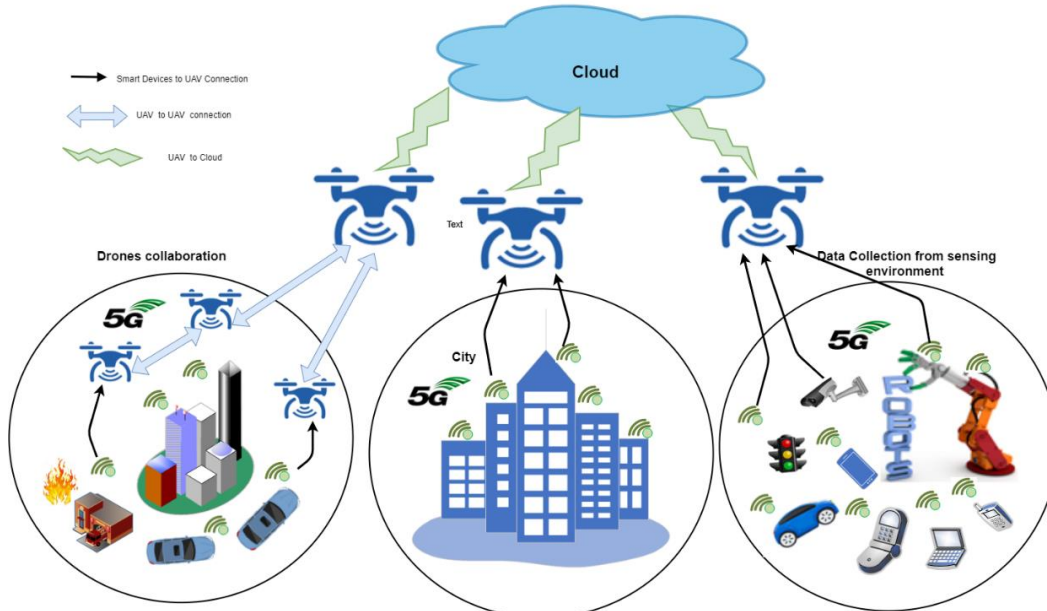 Cloud
Smart Devices to UAV Connection
UAV to UAV connection
UAV to Cloud
Text
Drones collaboration
Data Collection from sensing
environment
5G
City
5G
5G
ROBOTS